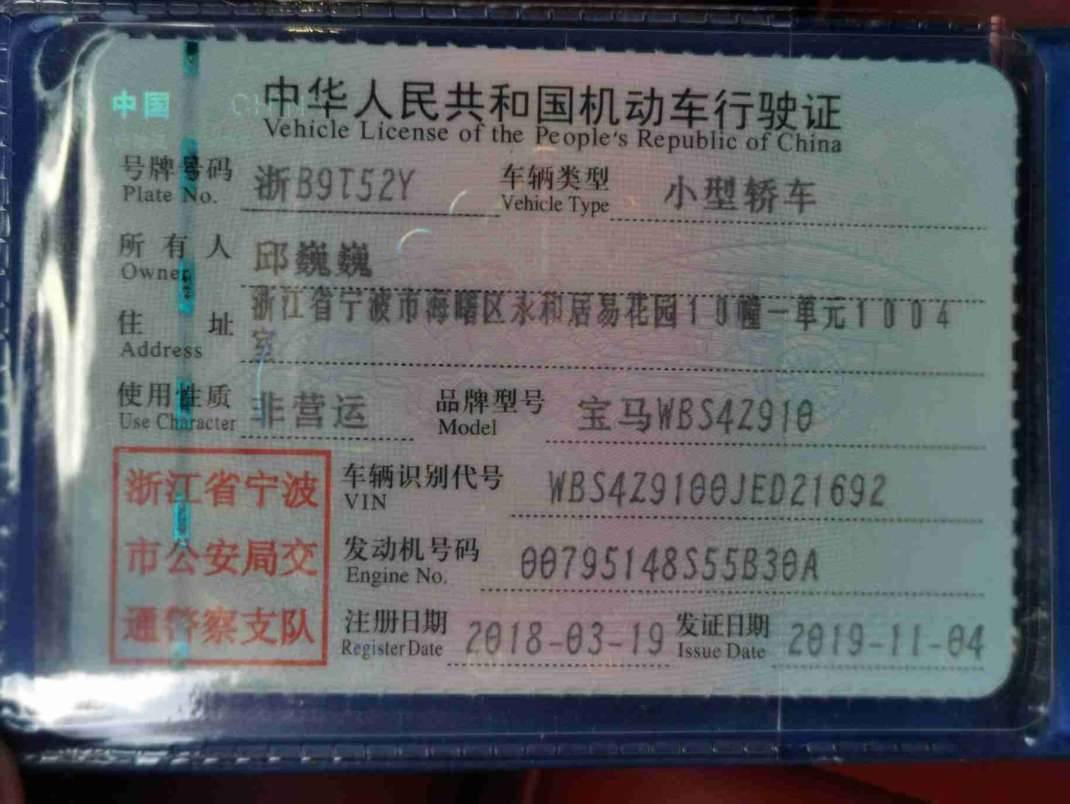 中国 CHINA
中华人民共和国机动车行驶证
Vehicle License of the People's Republic of China
号牌号码 浙B9T52Y 车辆类型 小型轿车
Plate No. Vehicle Type
所有人 邱巍巍
Owner
浙江省宁波市海曙区永和居易花园10幢一单元1004
住址 室
Address
使用性质 非营运 品牌型号 宝马WBS4Z910
Use Character Model
浙江省宁波 车辆识别代号 WBS4Z9100JED21692
VIN
市公安局交 发动机号码 00795148S55B30A
Engine No.
通警察支队 注册日期 2018-03-19 发证日期 2019-11-04
Register Date Issue Date